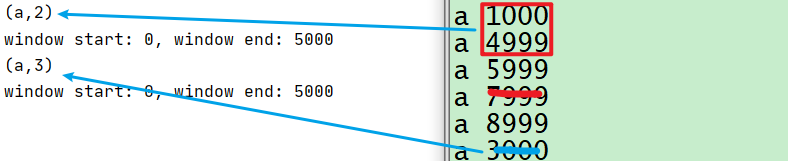 (a,2)
window start: 0, window end: 5000
(a,3)
window start: 0, window end: 5000
a 1000
a 4999
a 5999
a 7999
a 8999
a 3000